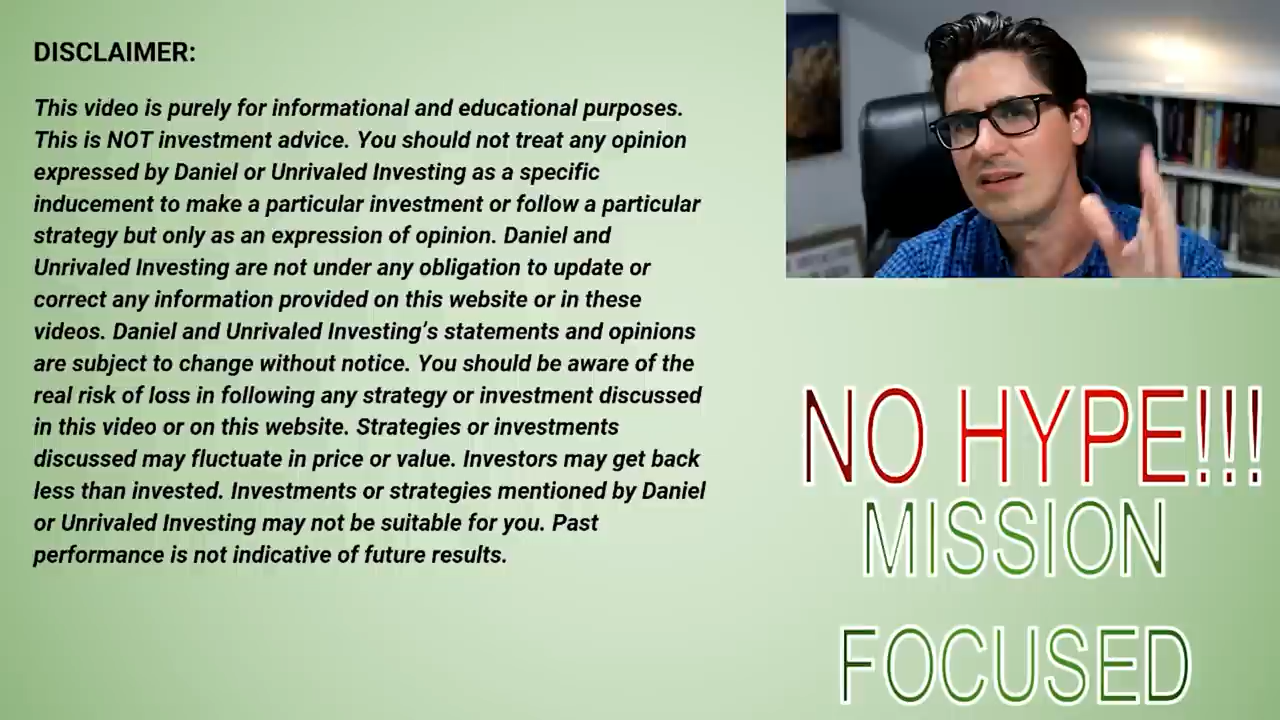 DISCLAIMER:
This video is purely for informational and educational purposes.
This is NOT investment advice. You should not treat any opinion
expressed by Daniel or Unrivaled Investing as a specific
inducement to make a particular investment or follow a particular
strategy but only as an expression of opinion. Daniel and
Unrivaled Investing are not under any obligation to update or
correct any information provided on this website or in these
videos. Daniel and Unrivaled Investing’s statements and opinions
are subject to change without notice. You should be aware of the
real risk of loss in following any strategy or investment discussed
in this video or on this website. Strategies or investments
discussed may fluctuate in price or value. Investors may get back
less than invested. Investments or strategies mentioned by Daniel
or Unrivaled Investing may not be suitable for you. Past
performance is not indicative of future results.
NO HYPE!!!
MISSION
FOCUSED